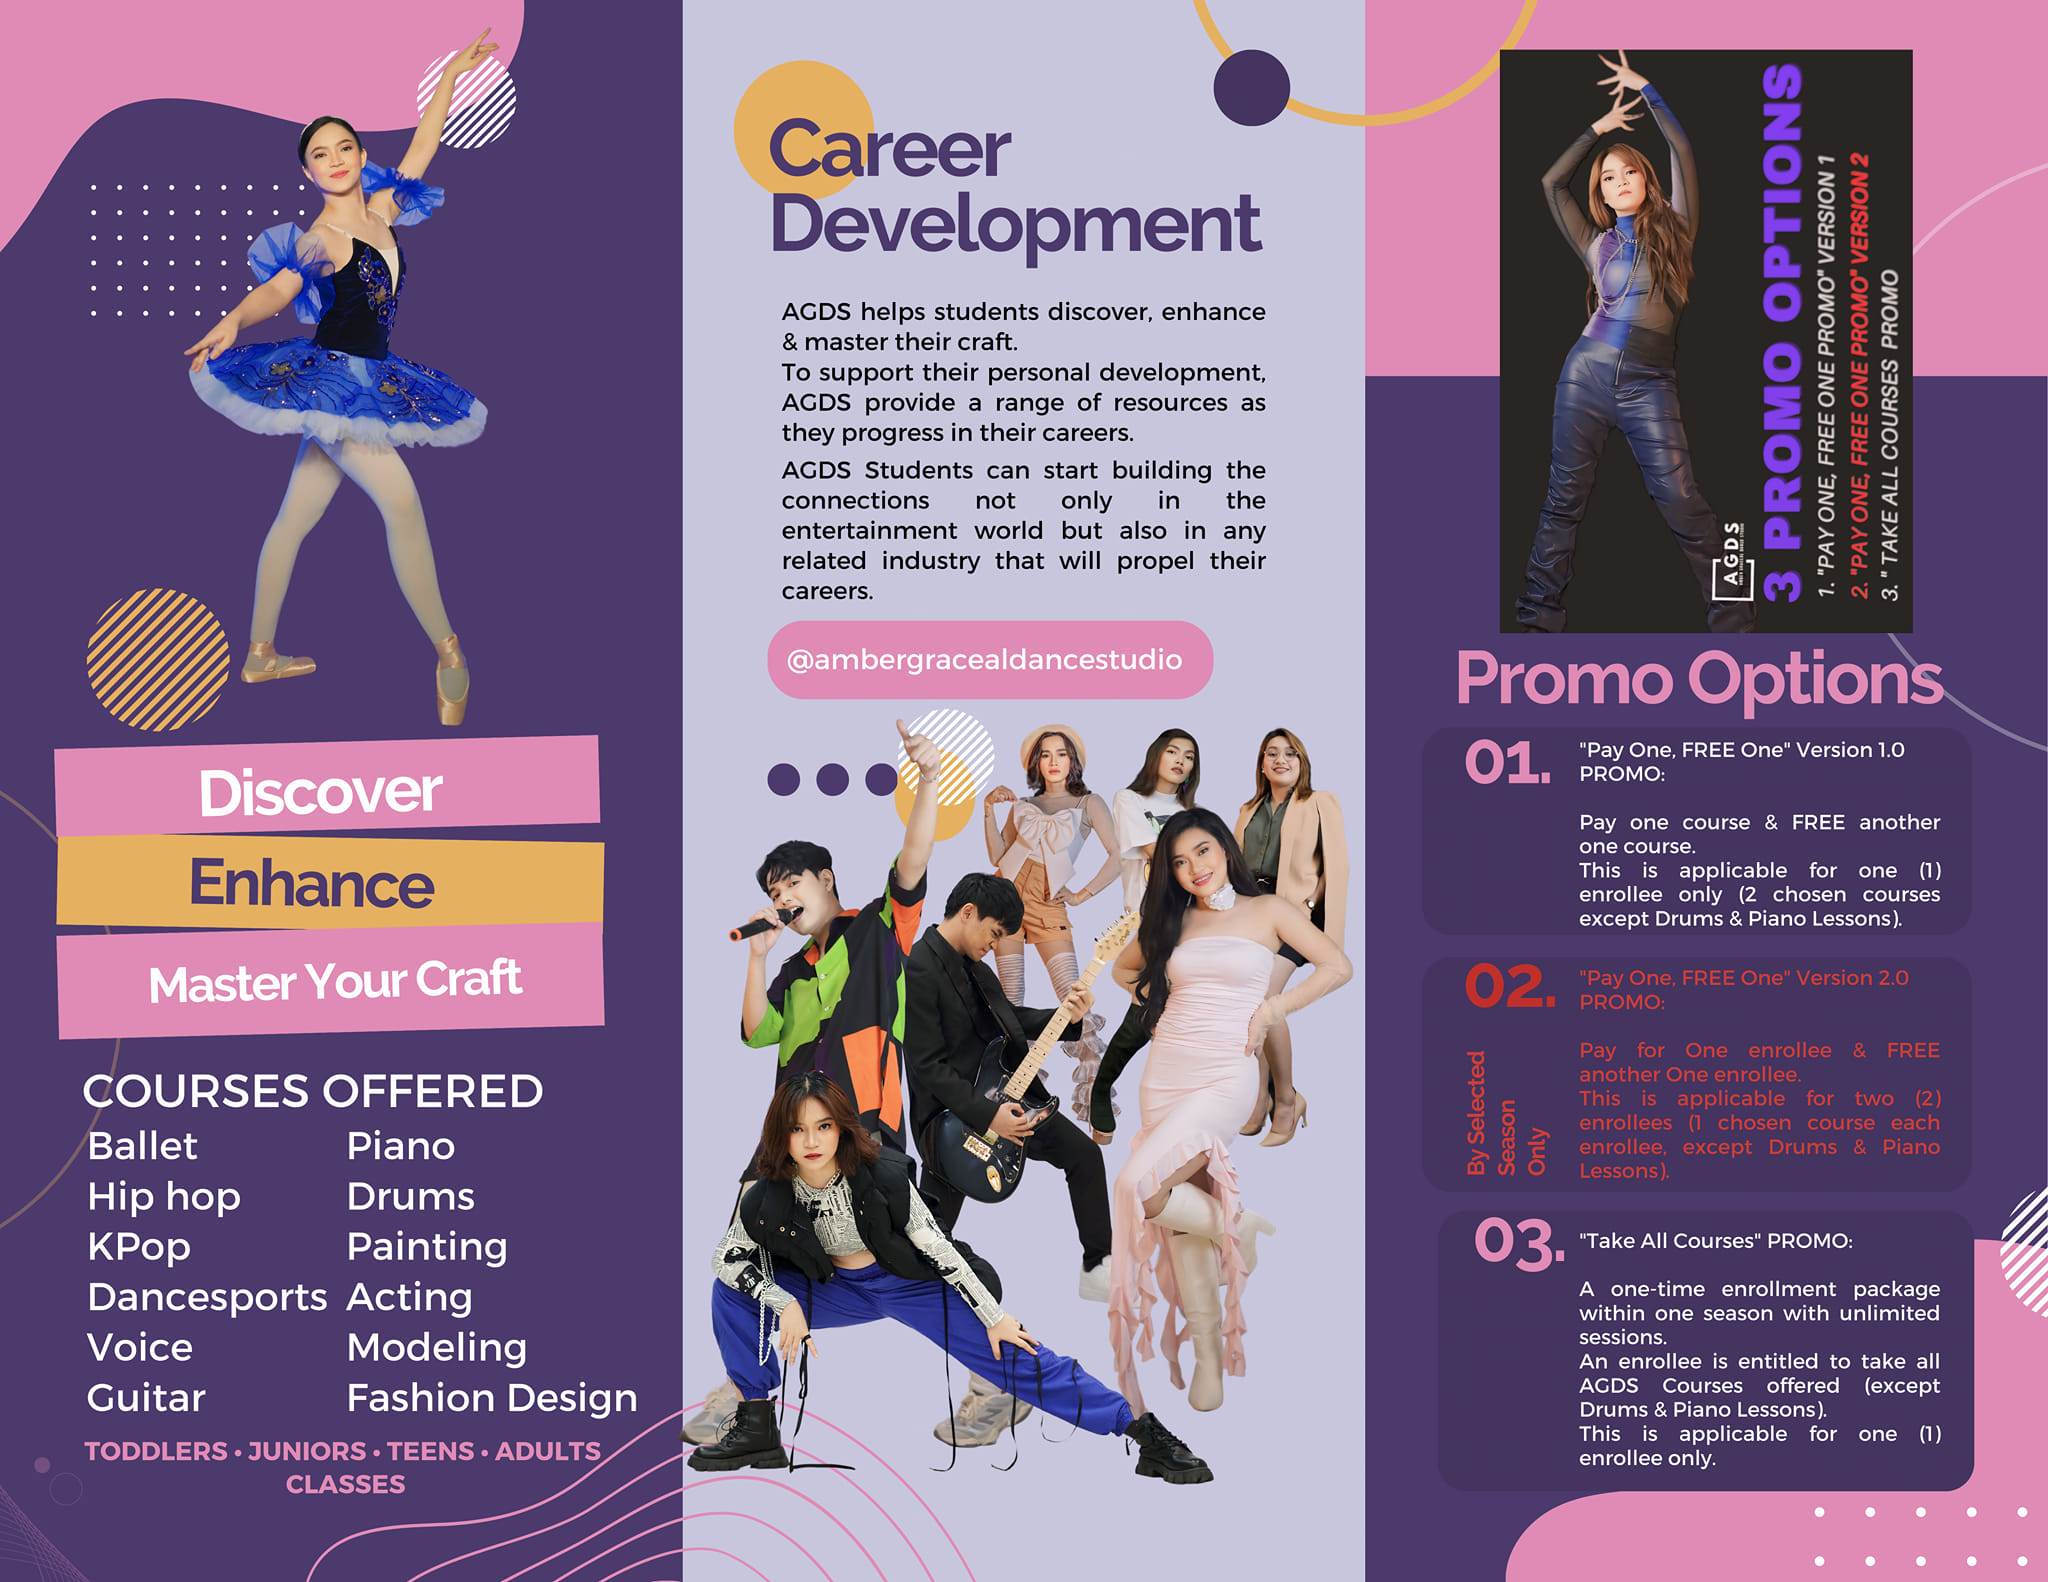 Discover
Enhance
Master Your Craft
COURSES OFFERED
Ballet
Hip hop
KPop
Dancesports
Voice
Guitar
Piano
Drums
Painting
Acting
Modeling
Fashion Design
TODDLERS • JUNIORS • TEENS • ADULTS
CLASSES
Career
Development
AGDS helps students discover, enhance
& master their craft.
To support their personal development,
AGDS provide a range of resources as
they progress in their careers.
AGDS Students can start building the
connections not only in the
entertainment world but also in any
related industry that will propel their
careers.
@ambergracealdancestudio
AGDS
3 PROMO OPTIONS
1. "PAY ONE, FREE ONE PROMO" VERSION 1
2. "PAY ONE, FREE ONE PROMO" VERSION 2
3. " TAKE ALL COURSES PROMO
Promo Options
01.
"Pay One, FREE One" Version 1.0
PROMO:
Pay one course & FREE another
one course.
This is applicable for one (1)
enrollee only (2 chosen courses
except Drums & Piano Lessons).
02.
By Selected
Season
Only
"Pay One, FREE One" Version 2.0
PROMO:
Pay for One enrollee & FREE
another One enrollee.
This is applicable for two (2)
enrollees (1 chosen course each
enrollee, except Drums & Piano
Lessons).
03.
"Take All Courses" PROMO:
A one-time enrollment package
within one season with unlimited
sessions.
An enrollee is entitled to take all
AGDS Courses offered (except
Drums & Piano Lessons).
This is applicable for one (1)
enrollee only.